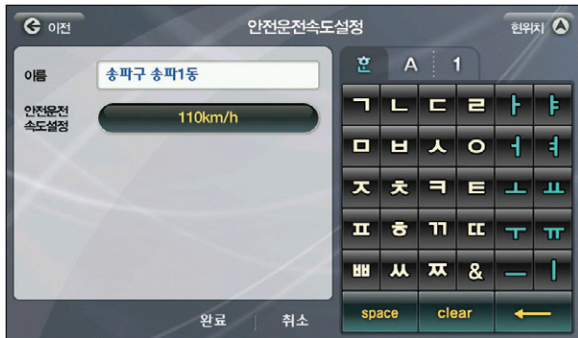 이전
안전운전속도설정
현위치
이름
송파구 송파1동
안전운전
속도설정
110km/h
완료
취소
한 A 1
ㄱ ㄴ ㄷ ㄹ ㅏ ㅑ
ㅁ ㅂ ㅅ ㅇ ㅓ ㅕ
ㅈ ㅊ ㅋ ㅌ ㅗ ㅛ
ㅍ ㅎ ㄲ ㄸ ㅜ ㅠ
ㅃ ㅆ ㅉ & ㅡ ㅣ
space clear ←